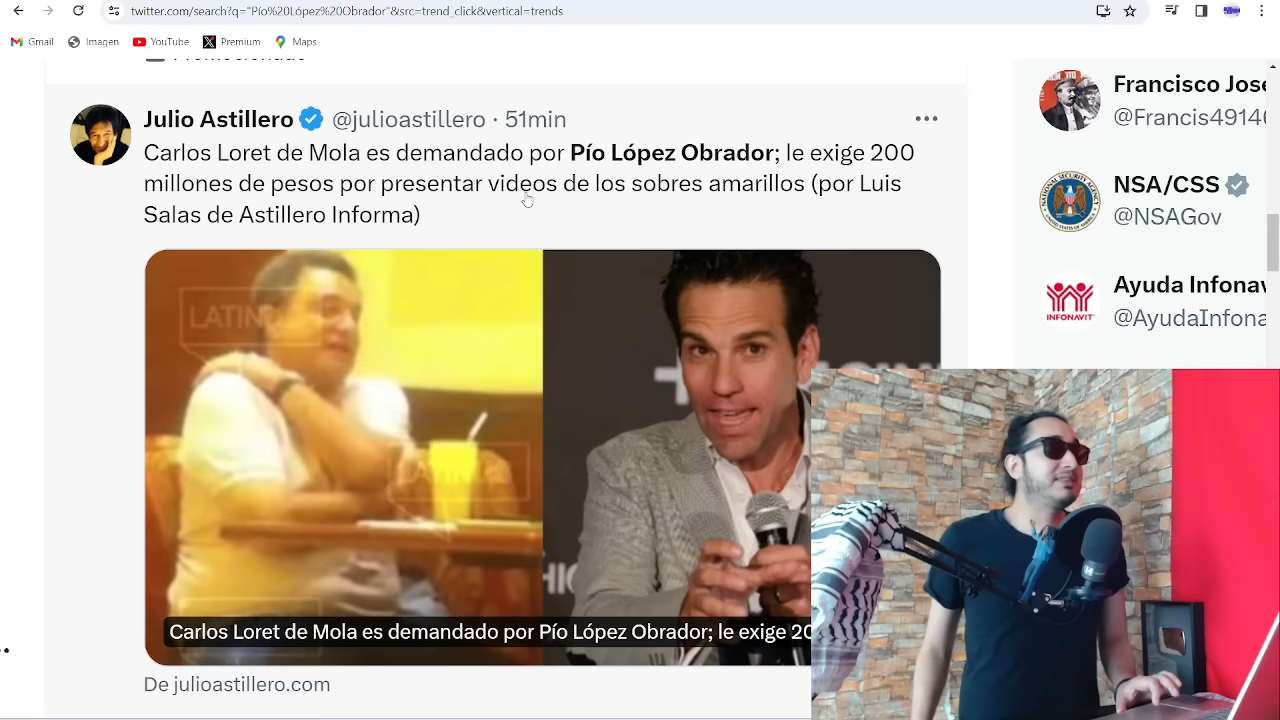 twitter.com/search?q="Pío%20López%20Obrador"&src=trend_click&vertical=trends
Gmail
Imagen
YouTube
Premium
Maps
Promocionado
Julio Astillero @julioastillero · 51min
Carlos Loret de Mola es demandado por Pío López Obrador; le exige 200
millones de pesos por presentar videos de los sobres amarillos (por Luis
Salas de Astillero Informa)
LATIN
Carlos Loret de Mola es demandado por Pío López Obrador; le exige 20
De julioastillero.com
Francisco Jose
@Francis4914
NSA/CSS
@NSAGov
Ayuda Infonav
@AyudaInfona
INFONAVIT